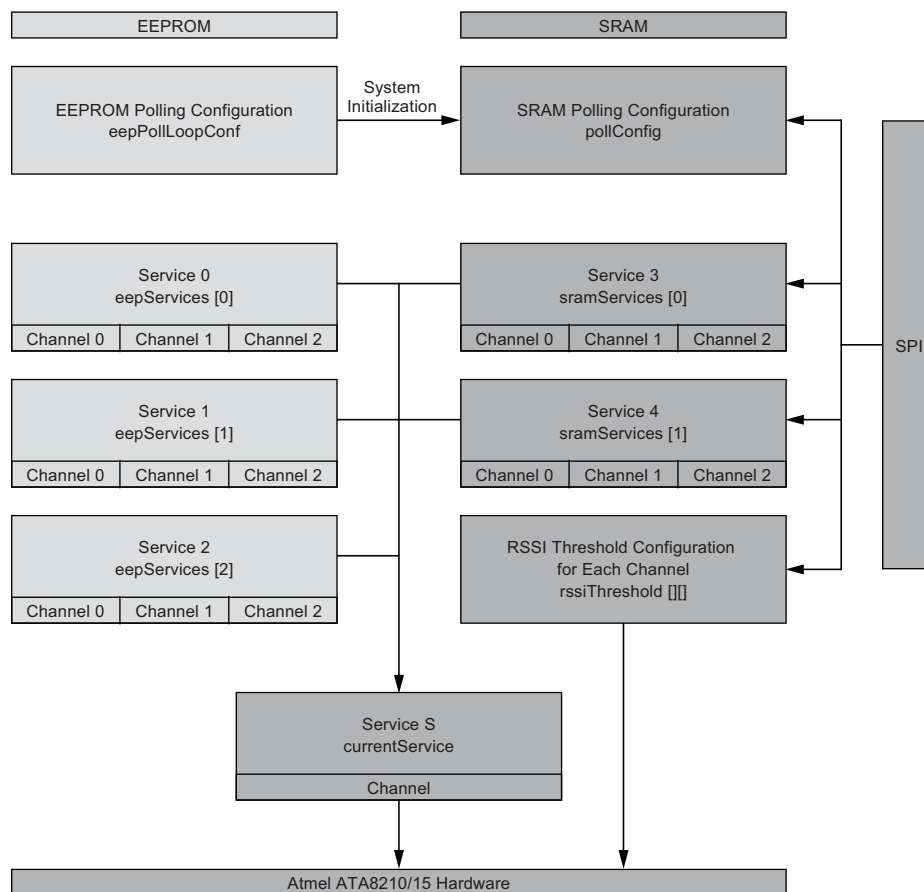 EEPROM
SRAM
EEPROM Polling Configuration
eepPollLoopConf
System
Initialization
SRAM Polling Configuration
pollConfig
Service 0
eepServices [0]
Channel 0
Channel 1
Channel 2
Service 3
sramServices [0]
Channel 0
Channel 1
Channel 2
SPI
Service 1
eepServices [1]
Channel 0
Channel 1
Channel 2
Service 4
sramServices [1]
Channel 0
Channel 1
Channel 2
Service 2
eepServices [2]
Channel 0
Channel 1
Channel 2
RSSI Threshold Configuration
for Each Channel
rssiThreshold [][]
Service S
currentService
Channel
Atmel ATA8210/15 Hardware